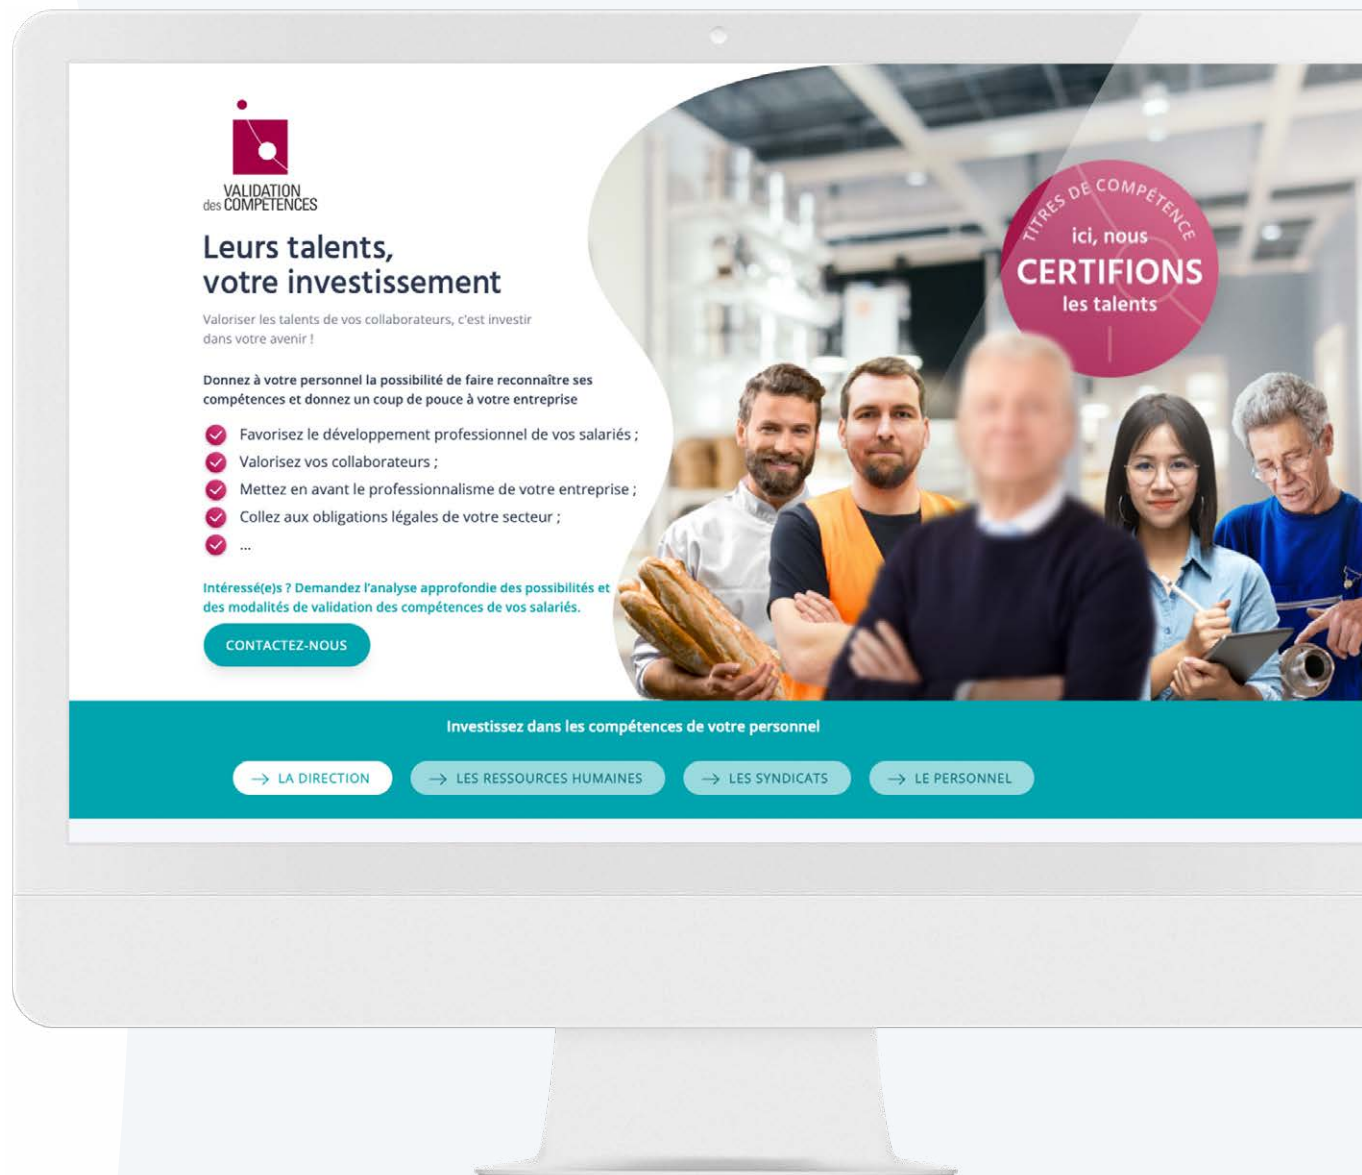 VALIDATION
des COMPÉTENCES
Leurs talents,
votre investissement
Valoriser les talents de vos collaborateurs, c'est investir
dans votre avenir !
Donnez à votre personnel la possibilité de faire reconnaître ses
compétences et donnez un coup de pouce à votre entreprise
Favorisez le développement professionnel de vos salariés ;
Valorisez vos collaborateurs ;
Mettez en avant le professionnalisme de votre entreprise ;
Collez aux obligations légales de votre secteur ;
...
Intéressé(e)s ? Demandez l'analyse approfondie des possibilités et
des modalités de validation des compétences de vos salariés.
CONTACTEZ-NOUS
TITRES DE COMPÉTENCE
ici, nous
CERTIFIONS
les talents
Investissez dans les compétences de votre personnel
→ LA DIRECTION
→ LES RESSOURCES HUMAINES
→ LES SYNDICATS
→ LE PERSONNEL